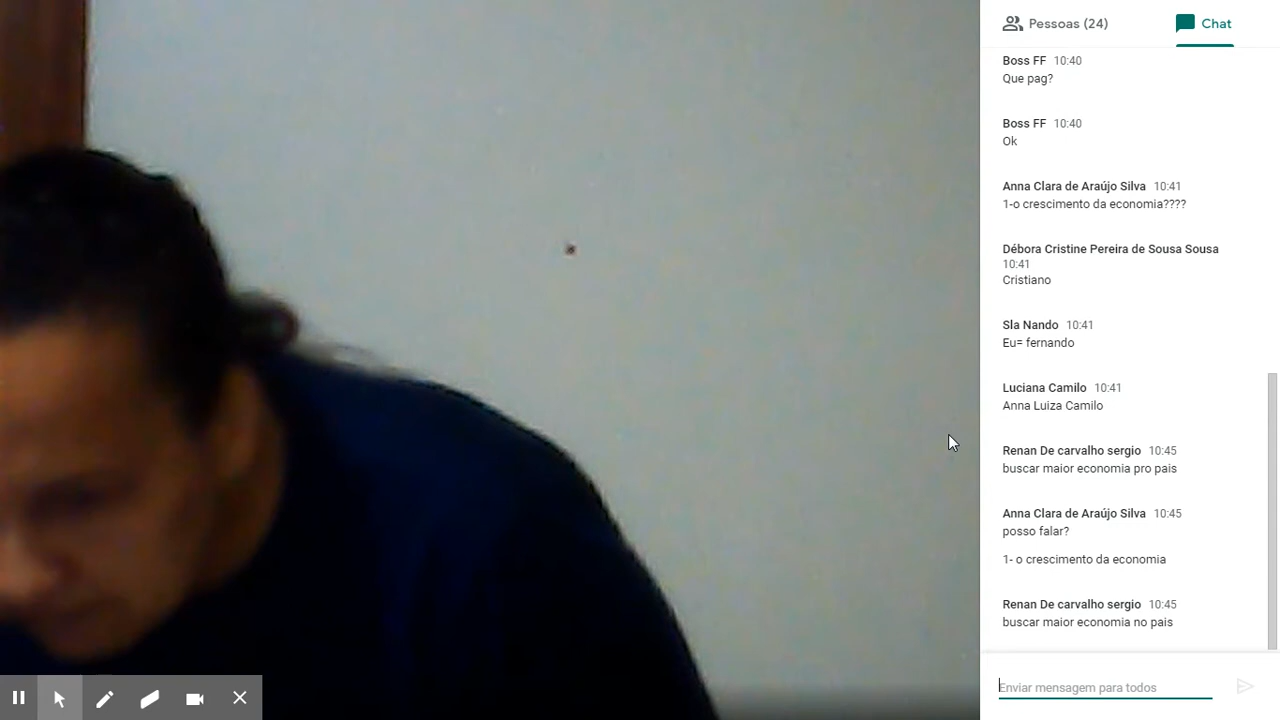 Pessoas (24)
Chat
Boss FF 10:40
Que pag?
Boss FF 10:40
Ok
Anna Clara de Araújo Silva 10:41
1-o crescimento da economia????
Débora Cristine Pereira de Sousa Sousa
10:41
Cristiano
Sla Nando 10:41
Eu= fernando
Luciana Camilo 10:41
Anna Luiza Camilo
Renan De carvalho sergio 10:45
buscar maior economia pro pais
Anna Clara de Araújo Silva 10:45
posso falar?
1- o crescimento da economia
Renan De carvalho sergio 10:45
buscar maior economia no pais
Enviar mensagem para todos